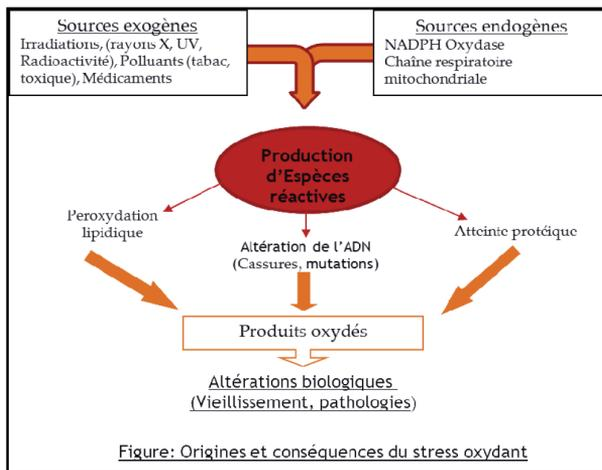 Sources exogènes
Irradiations, (rayons X, UV,
Radioactivité), Polluants (tabac,
toxique), Médicaments
Sources endogènes
NADPH Oxydase
Chaîne respiratoire
mitochondriale
Production
d’Espèces
réactives
Peroxydation
lipidique
Altération de l’ADN
(Cassures, mutations)
Atteinte protéique
Produits oxydés
Altérations biologiques
(Vieillissement, pathologies)
Figure: Origines et conséquences du stress oxydant